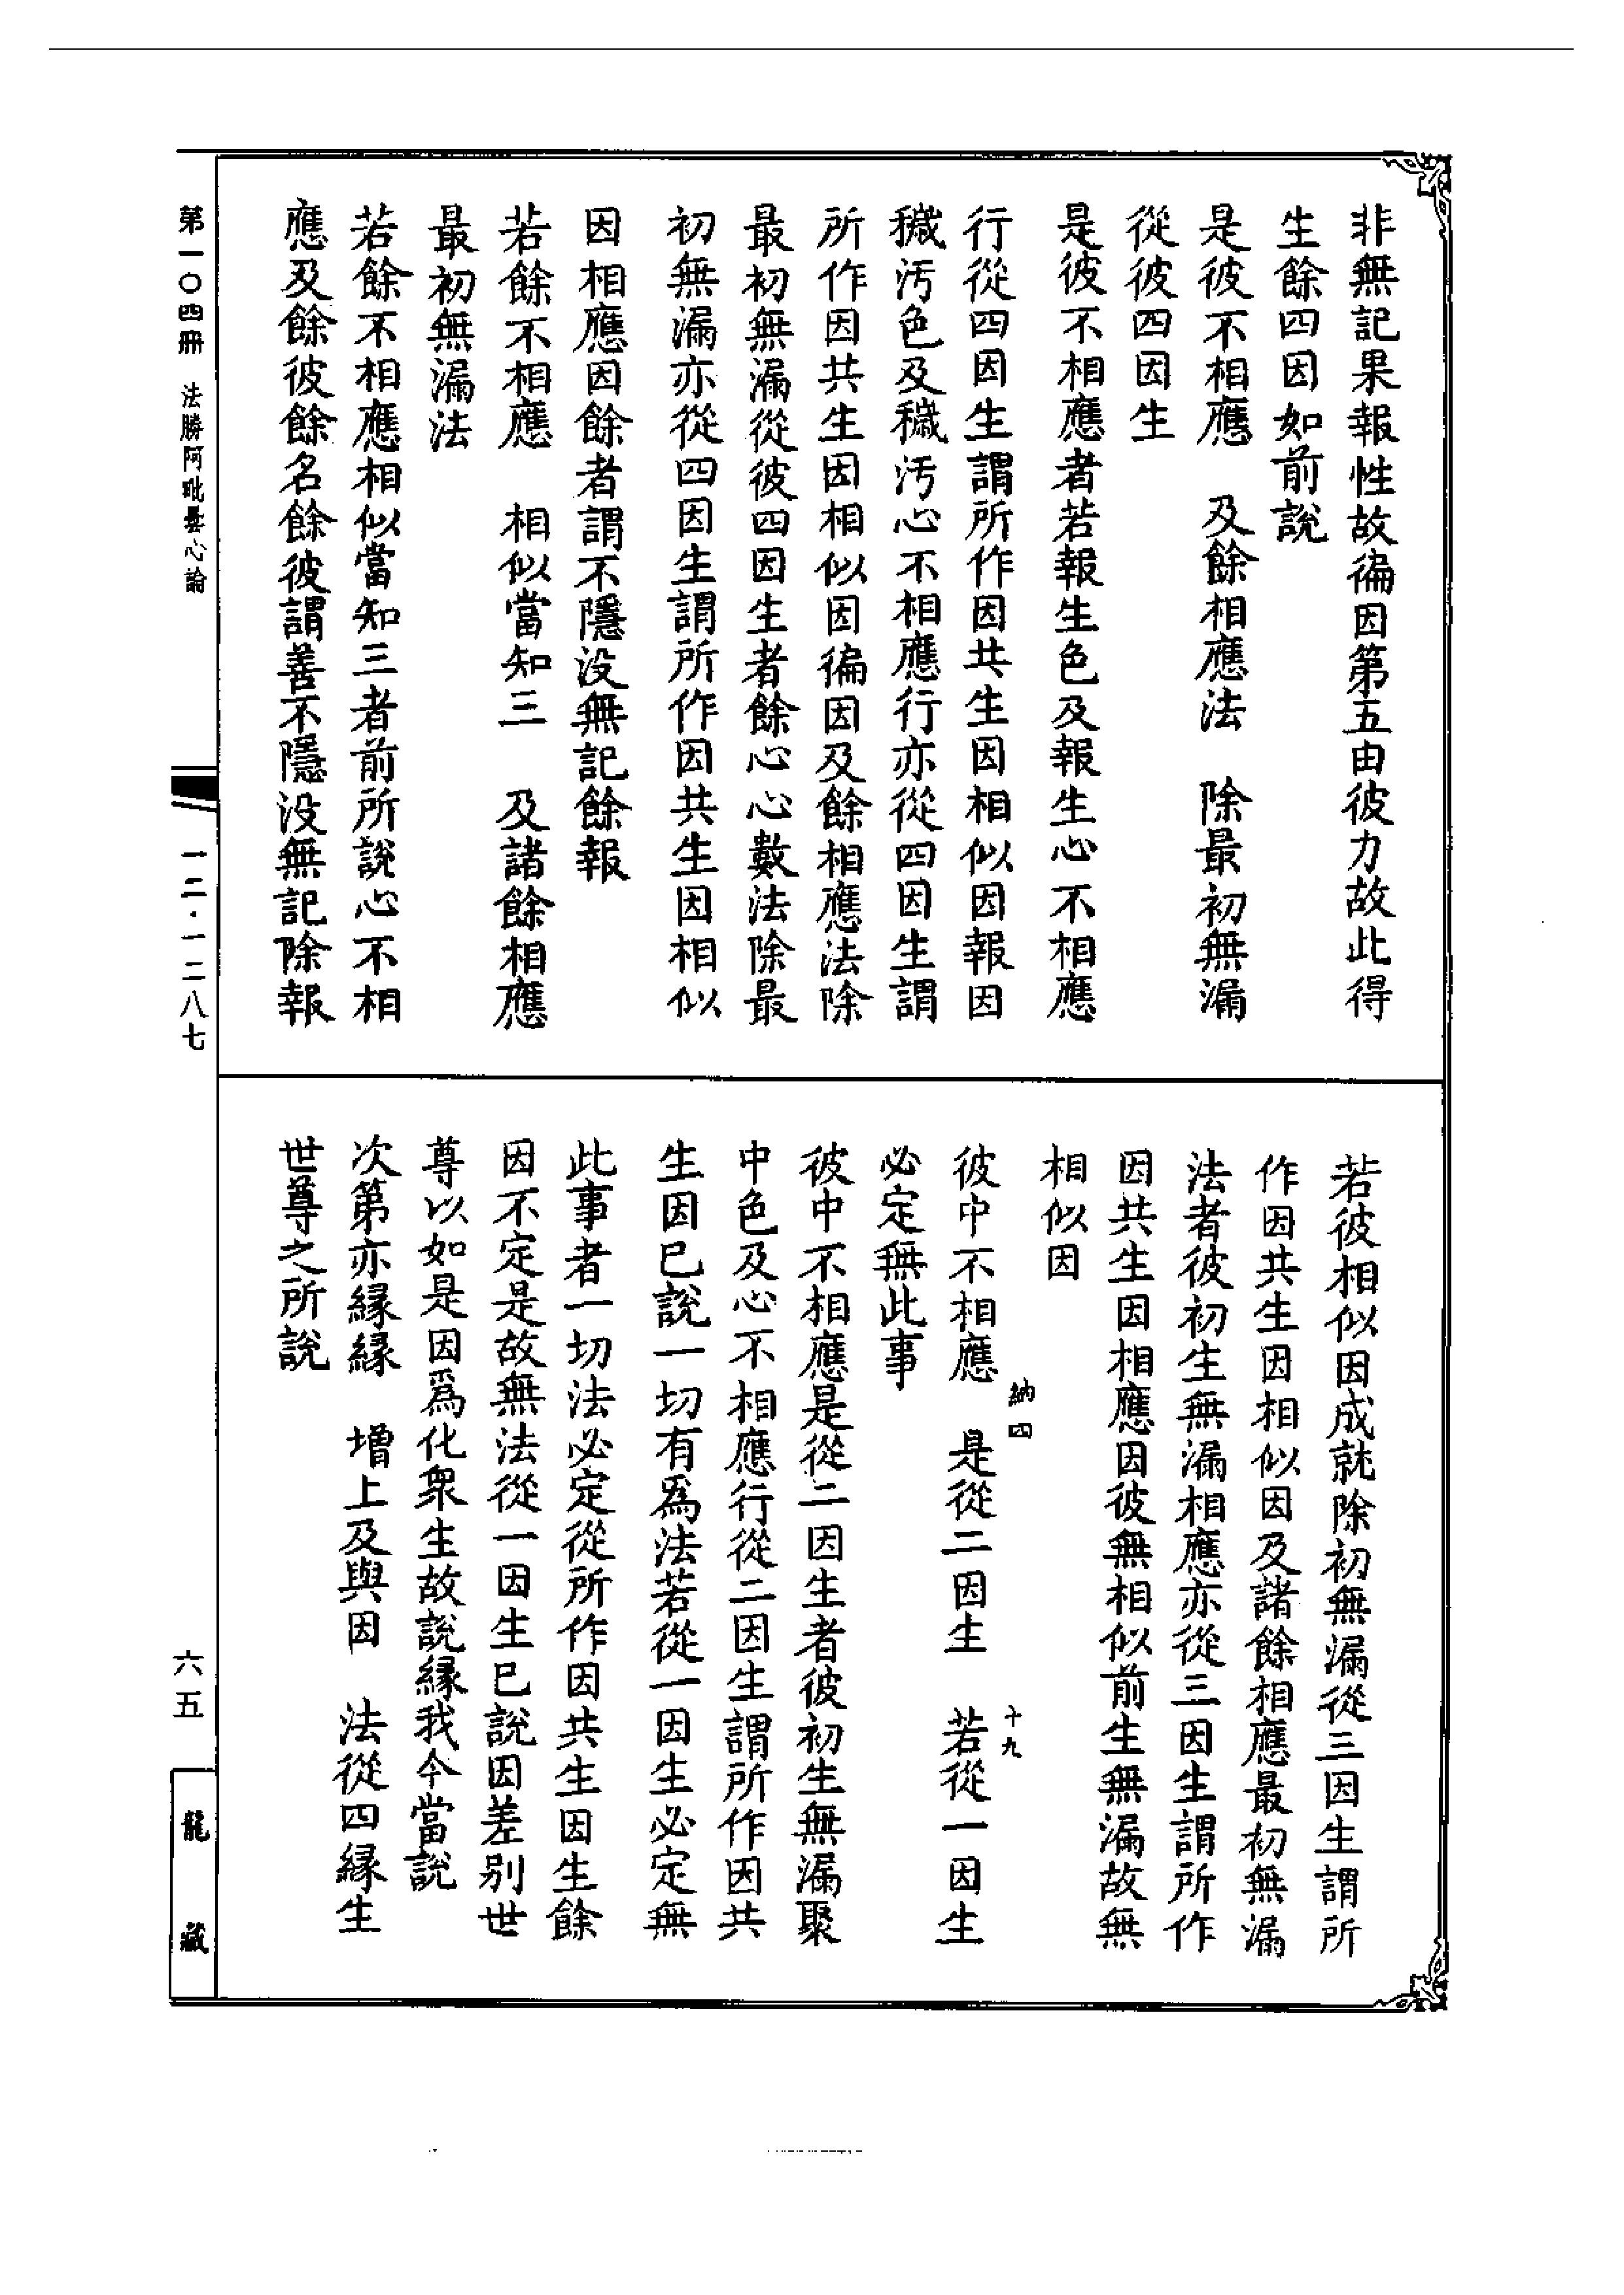 非無記果報性故徧因第五由彼力故此得
生餘四因如前說
是彼不相應　及餘相應法　除最初無漏
從彼四因生
是彼不相應者若報生色及報生心不相應
行從四因生謂所作因共生因相似因報因
穢汚色及穢汚心不相應行亦從四因生謂
所作因共生因相似因徧因及餘相應法除
最初無漏從彼四因生者餘心心數法除最
初無漏亦從四因生謂所作因共生因相似
因相應因餘者謂不隱没無記餘報
若餘不相應　相似當知三　及諸餘相應
最初無漏法
若餘不相應相似當知三者前所說心不相
應及餘彼餘名餘彼謂善不隱没無記除報
若彼相似因成就除初無漏從三因生謂所
作因共生因相似因及諸餘相應最初無漏
法者彼初生無漏相應亦從三因生謂所作
因共生因相應因彼無相似前生無漏故無
相似因
納四　十九
彼中不相應　是從二因生　若從一因生
必定無此事
彼中不相應是從二因生者彼初生無漏聚
中色及心不相應行從二因生謂所作因共
生因已說一切有爲法若從一因生必定無
此事者一切法必定從所作因共生因生餘
因不定是故無法從一因生已說因差别世
尊以如是因爲化衆生故說緣我今當說
次第亦緣緣　增上及與因　法從四緣生
世尊之所說
第一〇四冊　法勝阿毗曇心論
一二·一二八七
六五
龍藏